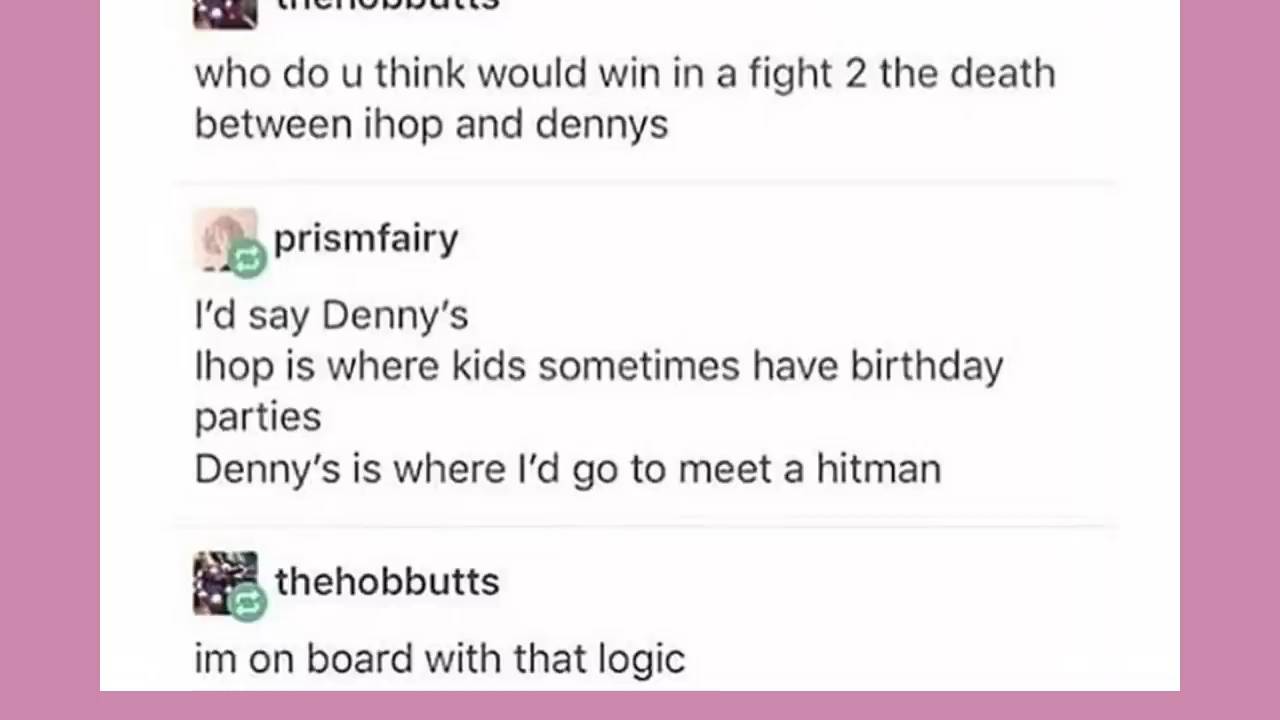 thehobbutts
who do u think would win in a fight 2 the death
between ihop and dennys
prismfairy
I'd say Denny's
Ihop is where kids sometimes have birthday
parties
Denny's is where I'd go to meet a hitman
thehobbutts
im on board with that logic